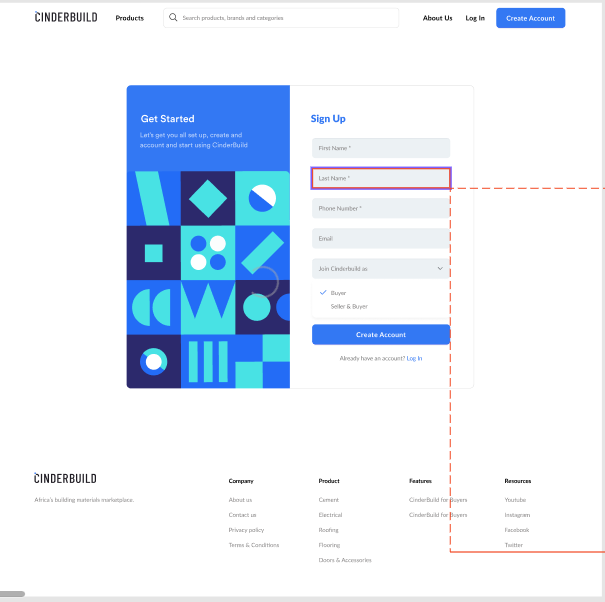 CINDERBUILD
Products
Search products, brands and categories
About Us
Log In
Create Account
Get Started
Let's get you all set up, create and
account and start using CinderBuild
Sign Up
First Name *
Last Name *
Phone Number *
Email
Join Cinderbuild as
Buyer
Seller & Buyer
Create Account
Already have an account? Log In
CINDERBUILD
Africa's building materials marketplace.
Company
About us
Contact us
Privacy policy
Terms & Conditions
Product
Cement
Electrical
Roofing
Flooring
Doors & Accessories
Features
CinderBuild for Buyers
CinderBuild for Buyers
Resources
Youtube
Instagram
Facebook
Twitter